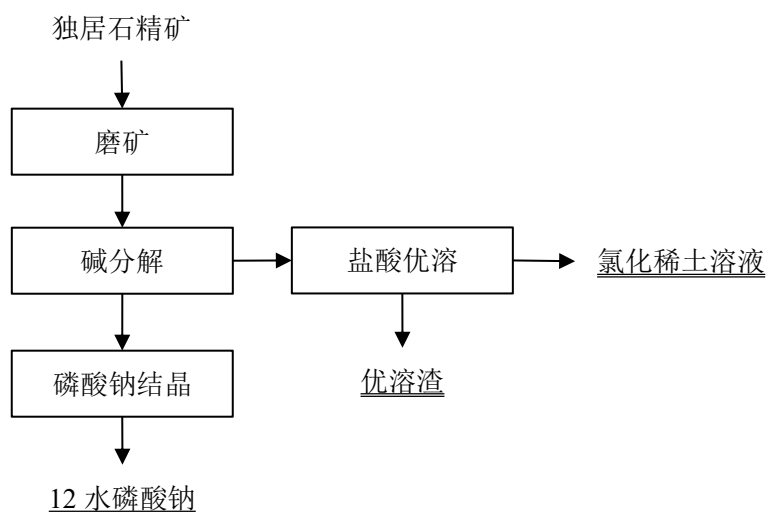 独居石精矿
磨矿
碱分解
盐酸优溶
氯化稀土溶液
磷酸钠结晶
优溶渣
12 水磷酸钠